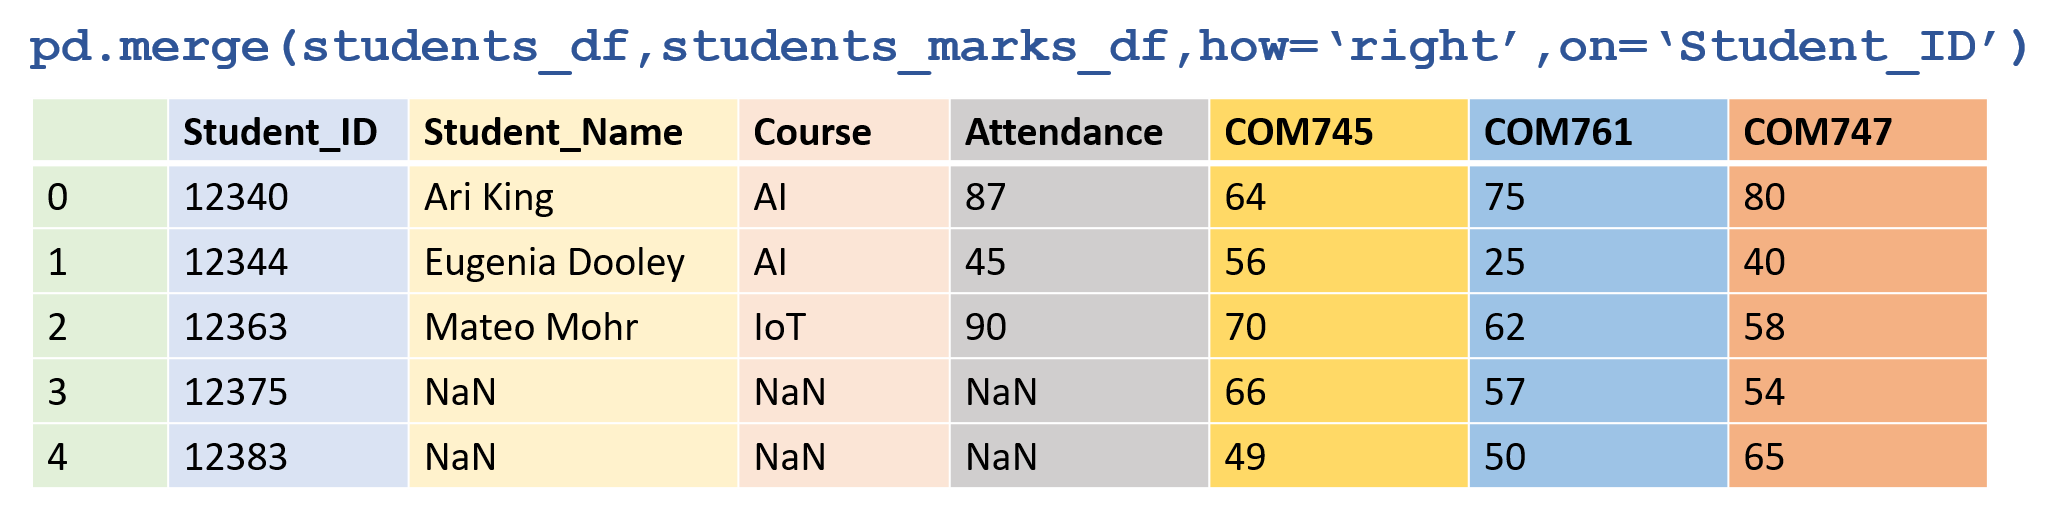 pd.merge(students_df,students_marks_df,how=‘right’,on=‘Student_ID’)
Student_ID Student_Name Course Attendance COM745 COM761 COM747
0 12340 Ari King AI 87 64 75 80
1 12344 Eugenia Dooley AI 45 56 25 40
2 12363 Mateo Mohr IoT 90 70 62 58
3 12375 NaN NaN NaN 66 57 54
4 12383 NaN NaN NaN 49 50 65